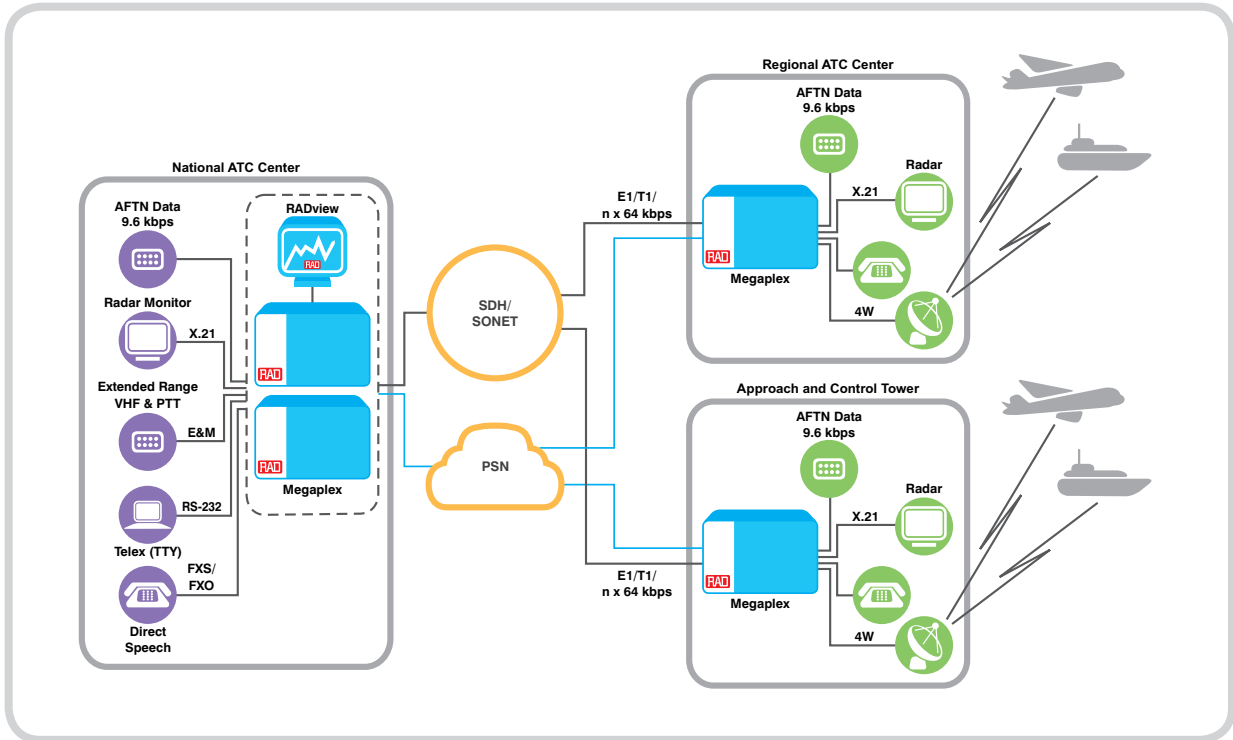 National ATC Center
AFTN Data
9.6 kbps
Radar Monitor
X.21
Extended Range
VHF & PTT
E&M
RS-232
Telex (TTY)
FXS/
FXO
Direct
Speech
RADview
RAD
RAD
RAD
Megaplex
SDH/
SONET
PSN
E1/T1/
n x 64 kbps
E1/T1/
n x 64 kbps
Regional ATC Center
AFTN Data
9.6 kbps
Radar
X.21
RAD
Megaplex
4W
Approach and Control Tower
AFTN Data
9.6 kbps
Radar
X.21
RAD
Megaplex
4W